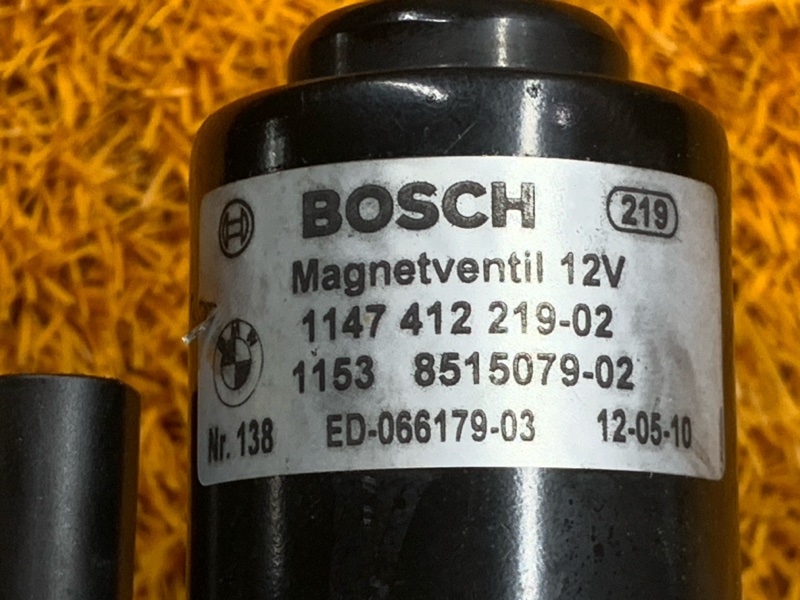 BOSCH 219
Magnetventil 12V
1147 412 219-02
1153 8515079-02
Nr. 138 ED-066179-03 12-05-10